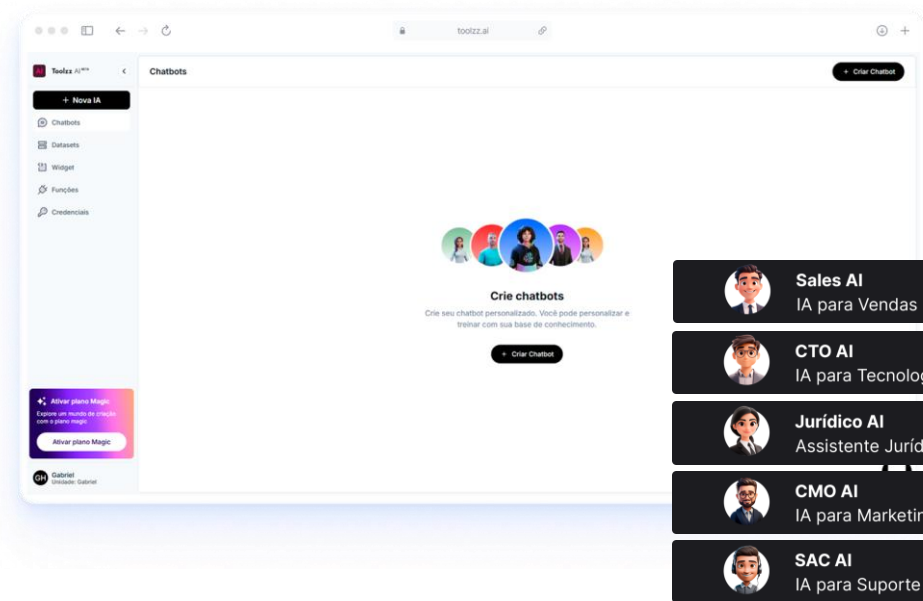 toolzz.ai
AI Toolzz AI
Chatbots
+ Criar Chatbot
+ Nova IA
Chatbots
Datasets
Widget
Funções
Credenciais
Crie chatbots
Crie seu chatbot personalizado. Você pode personalizar e
treinar com sua base de conhecimento.
+ Criar Chatbot
Ativar plano Magic
Explore um mundo de criação
com o plano magic
Ativar plano Magic
GH Gabriel
Unidade: Gabriel
Sales AI
IA para Vendas
CTO AI
IA para Tecnolog
Jurídico AI
Assistente Juríd
CMO AI
IA para Marketin
SAC AI
IA para Suporte